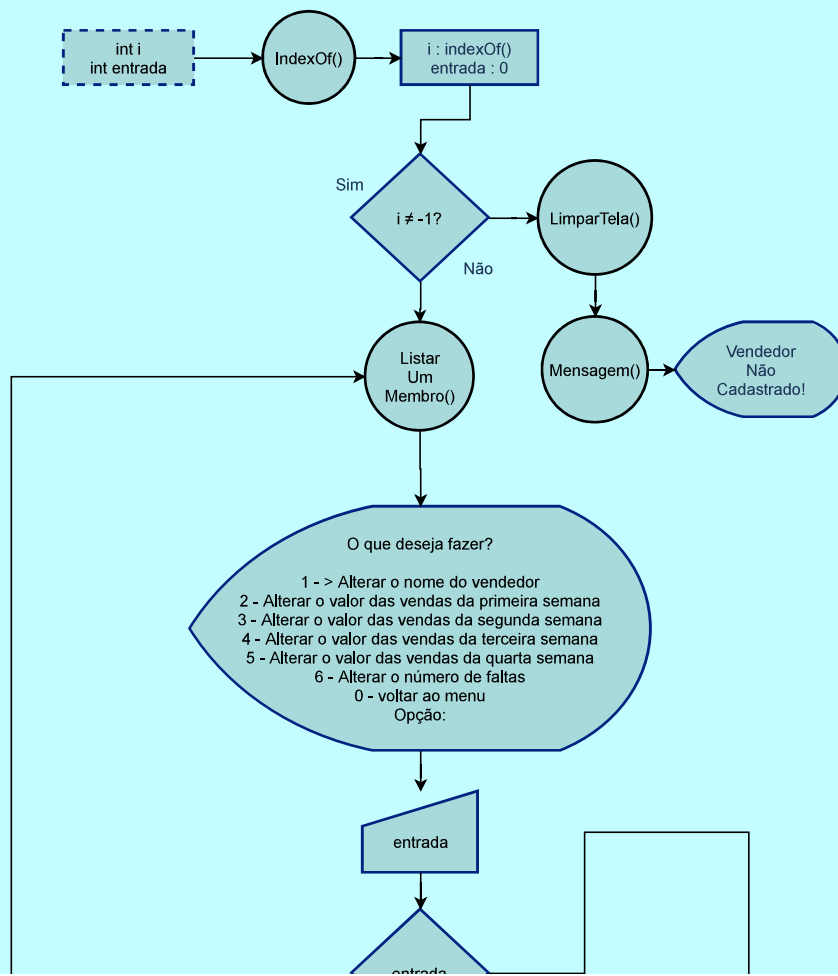 int i
int entrada
IndexOf()
i : indexOf()
entrada : 0
Sim
i ≠ -1?
LimparTela()
Não
Listar
Um
Membro()
Mensagem()
Vendedor
Não
Cadastrado!
O que deseja fazer?
1 - > Alterar o nome do vendedor
2 - Alterar o valor das vendas da primeira semana
3 - Alterar o valor das vendas da segunda semana
4 - Alterar o valor das vendas da terceira semana
5 - Alterar o valor das vendas da quarta semana
6 - Alterar o número de faltas
0 - voltar ao menu
Opção:
entrada
entrada